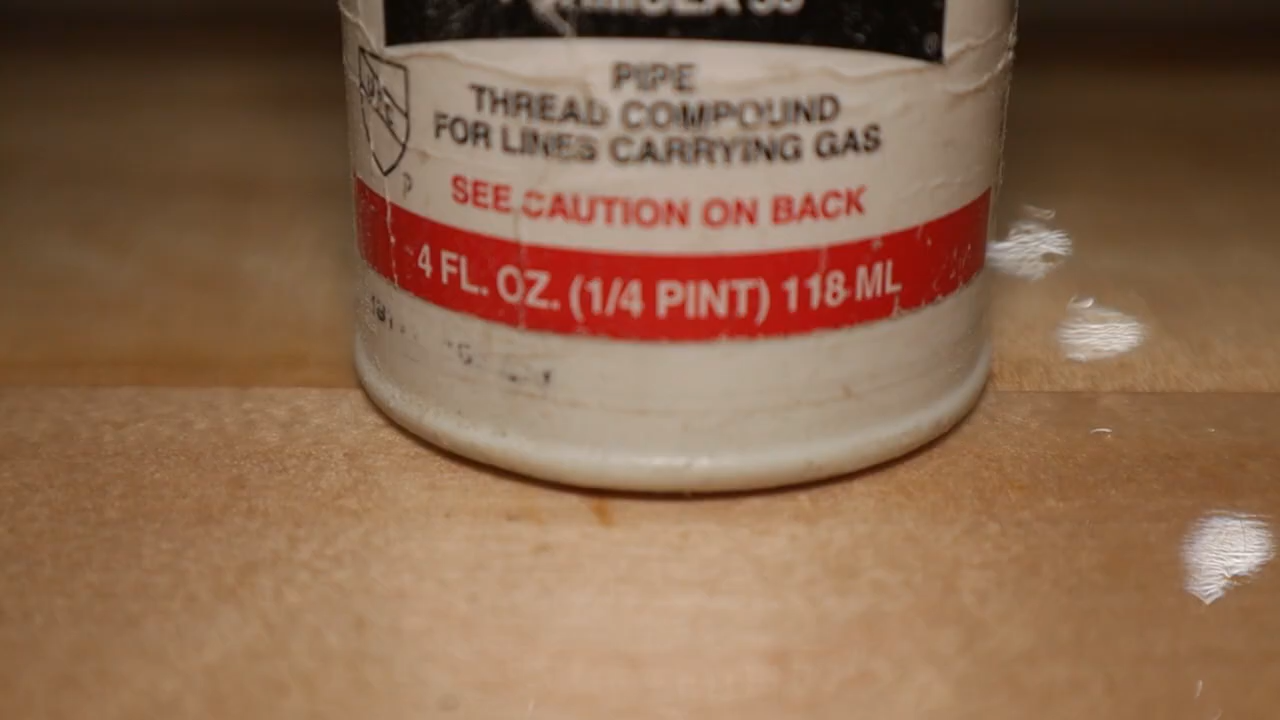 PIPE
THREAD COMPOUND
FOR LINES CARRYING GAS
SEE CAUTION ON BACK
4 FL. OZ. (1/4 PINT) 118 ML